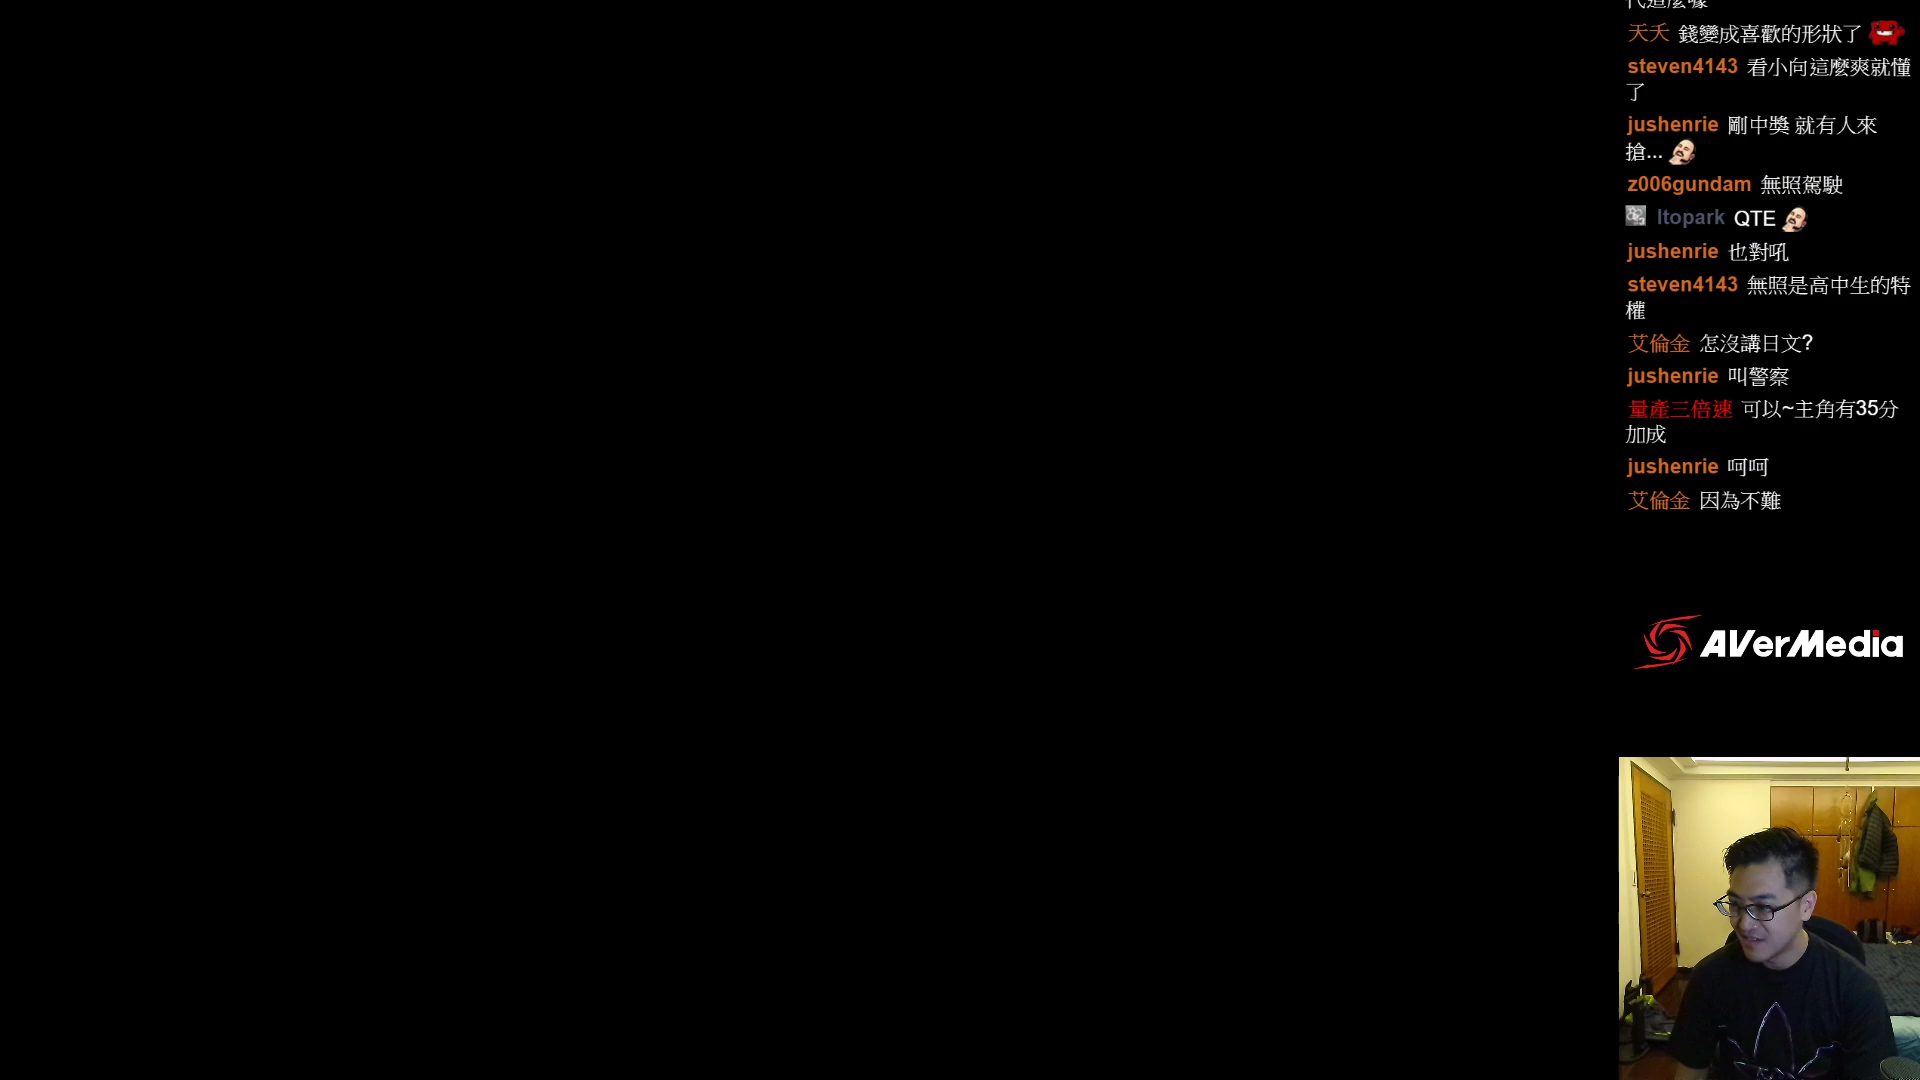 天夭 錢變成喜歡的形狀了
steven4143 看小向這麼爽就懂
了
jushenrie 剛中獎 就有人來
搶...
z006gundam 無照駕駛
Itopark QTE
jushenrie 也對吼
steven4143 無照是高中生的特
權
艾倫金 怎沒講日文?
jushenrie 叫警察
量產三倍速 可以~主角有35分
加成
jushenrie 呵呵
艾倫金 因為不難
AVerMedia